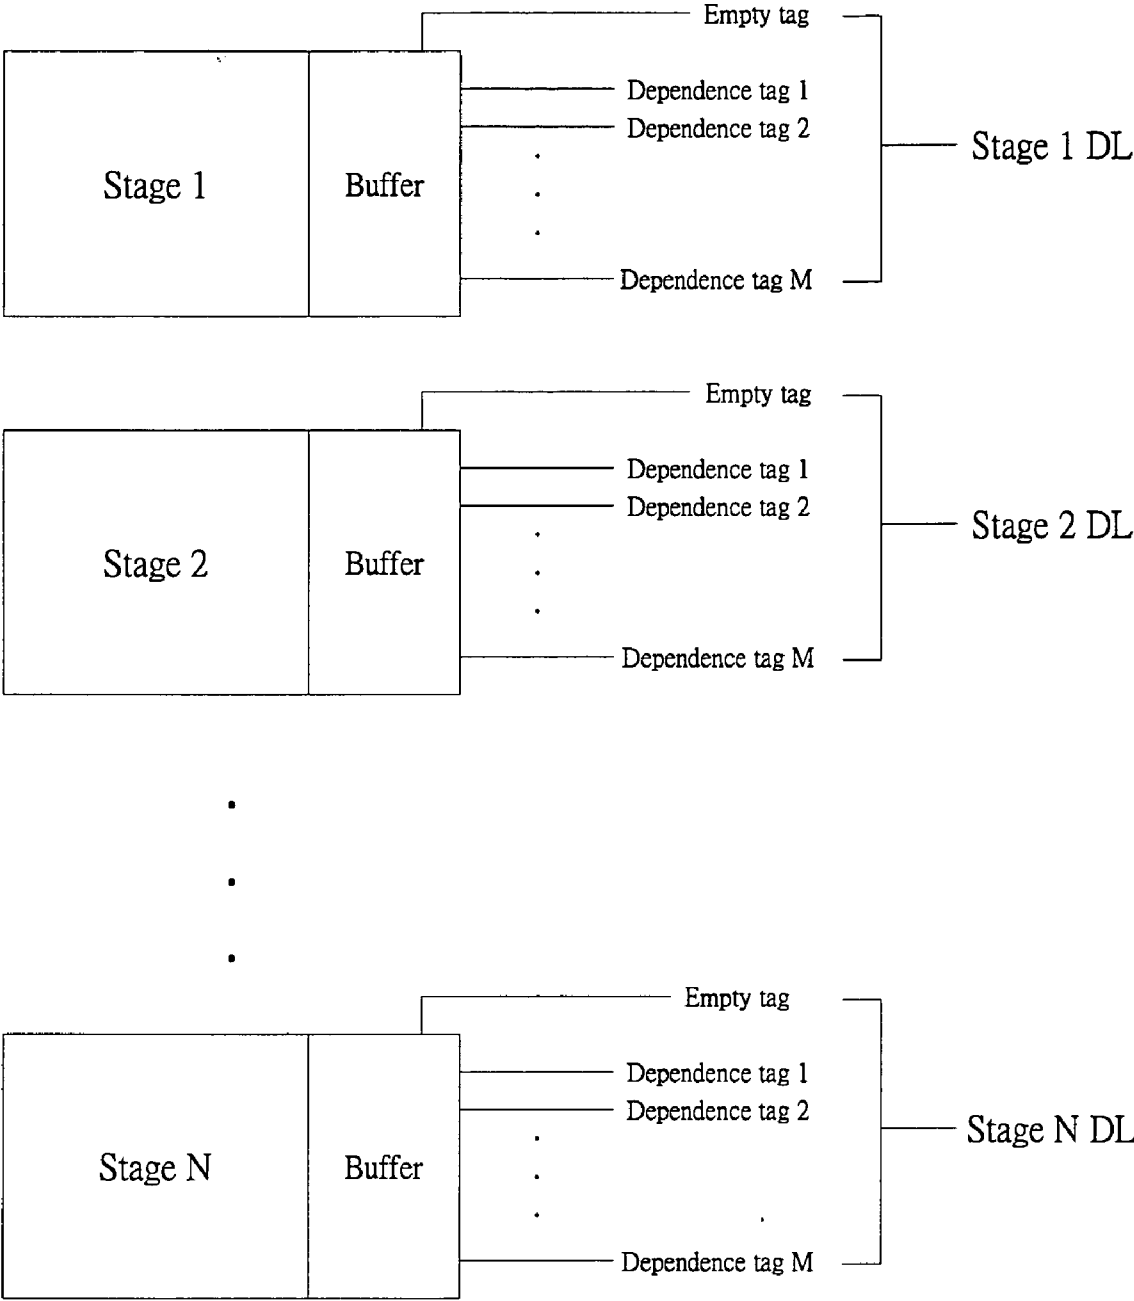 Empty tag
Dependence tag 1
Dependence tag 2
Stage 1 DL
Stage 1
Buffer
Dependence tag M
Empty tag
Dependence tag 1
Dependence tag 2
Stage 2 DL
Stage 2
Buffer
Dependence tag M
Empty tag
Dependence tag 1
Dependence tag 2
Stage N DL
Stage N
Buffer
Dependence tag M